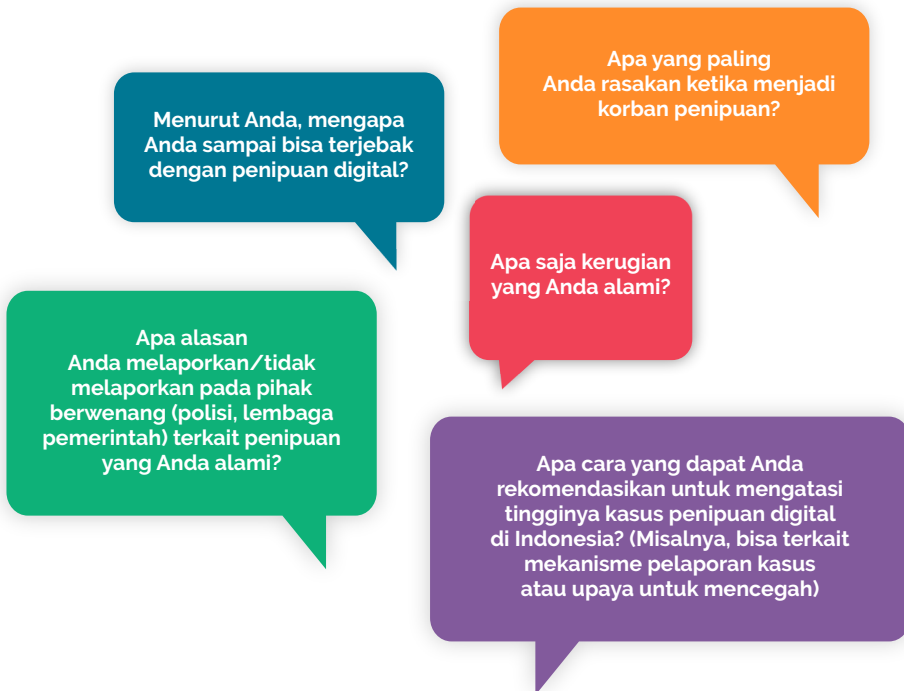 Apa yang paling
Anda rasakan ketika menjadi
korban penipuan?
Menurut Anda, mengapa
Anda sampai bisa terjebak
dengan penipuan digital?
Apa saja kerugian
yang Anda alami?
Apa alasan
Anda melaporkan/tidak
melaporkan pada pihak
berwenang (polisi, lembaga
pemerintah) terkait penipuan
yang Anda alami?
Apa cara yang dapat Anda
rekomendasikan untuk mengatasi
tingginya kasus penipuan digital
di Indonesia? (Misalnya, bisa terkait
mekanisme pelaporan kasus
atau upaya untuk mencegah)